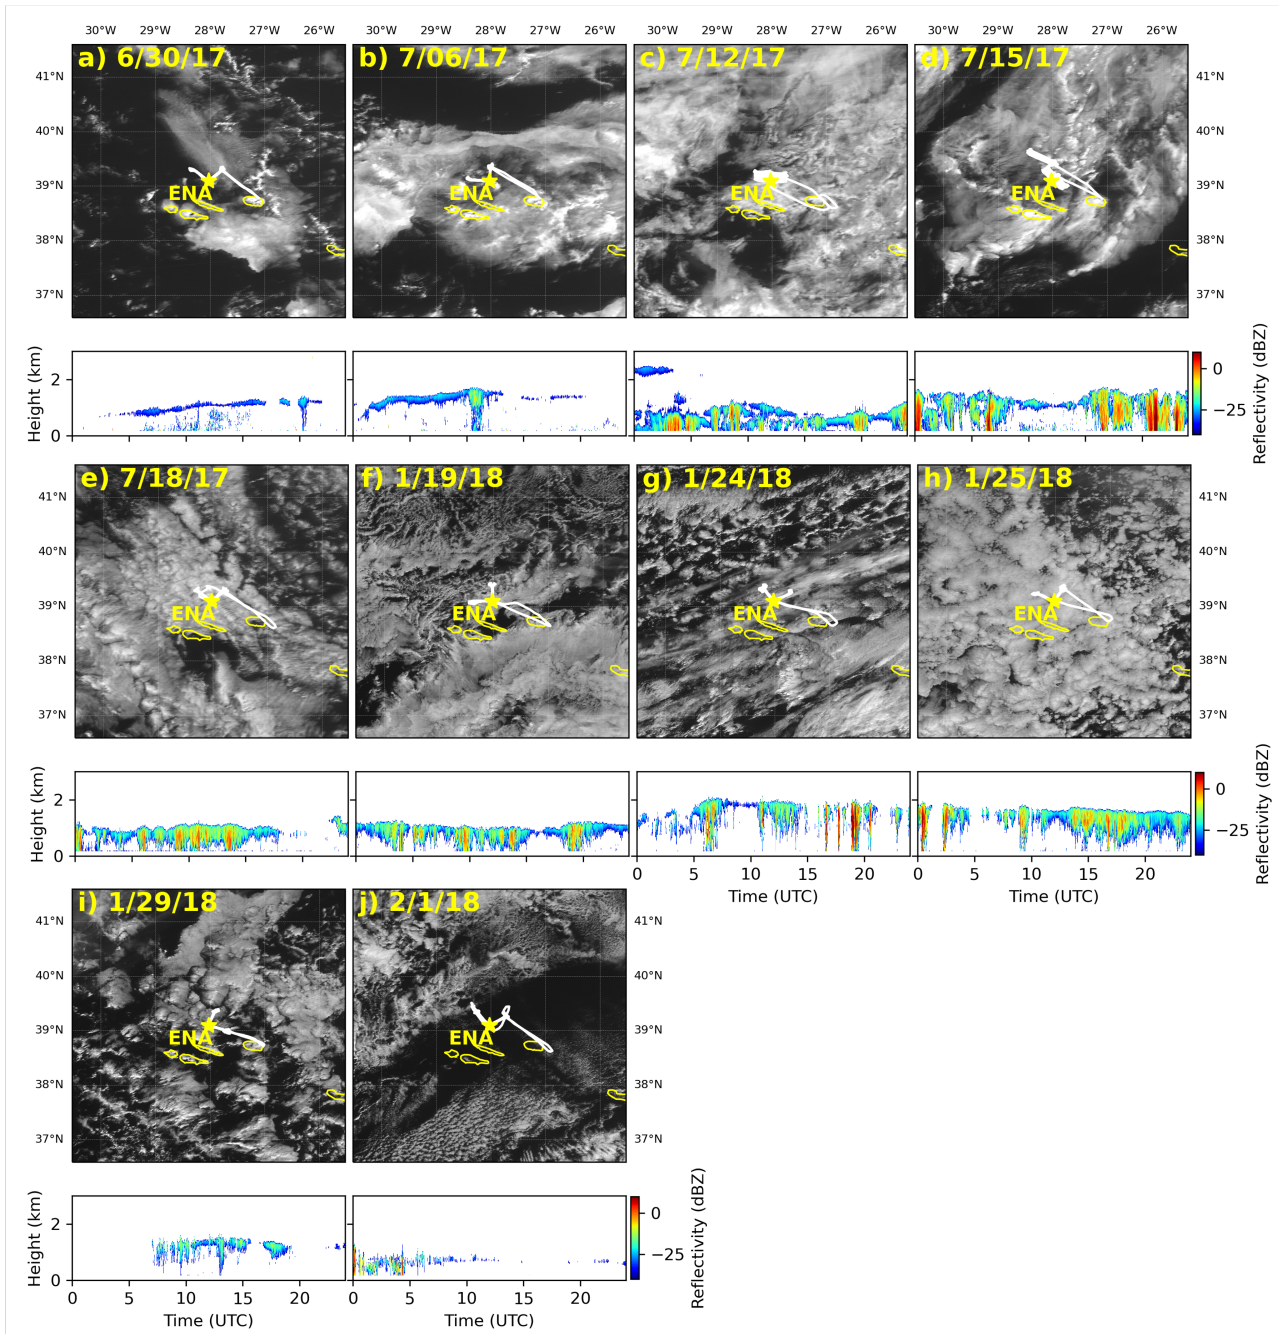 30°W 29°W 28°W 27°W 26°W 30°W 29°W 28°W 27°W 26°W 30°W 29°W 28°W 27°W 26°W 30°W 29°W 28°W 27°W 26°W
a) 6/30/17 b) 7/06/17 c) 7/12/17 d) 7/15/17
41°N 41°N
40°N 40°N
39°N 39°N
ENA ENA ENA ENA
38°N 38°N
37°N 37°N
Height (km)
2
0
Reflectivity (dBZ)
0
−25
e) 7/18/17 f) 1/19/18 g) 1/24/18 h) 1/25/18
41°N 41°N
40°N 40°N
39°N 39°N
ENA ENA ENA ENA
38°N 38°N
37°N 37°N
Height (km)
2
0
Reflectivity (dBZ)
0
−25
0 5 10 15 20 0 5 10 15 20
Time (UTC) Time (UTC)
i) 1/29/18 j) 2/1/18
41°N 41°N
40°N 40°N
39°N 39°N
ENA ENA
38°N 38°N
37°N 37°N
Height (km)
2
0
Reflectivity (dBZ)
0
−25
0 5 10 15 20 0 5 10 15 20
Time (UTC) Time (UTC)